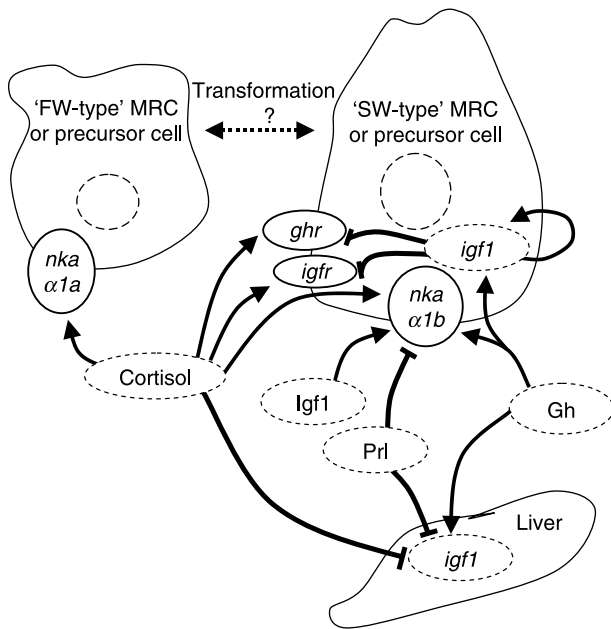 Transformation
?
‘FW-type’ MRC
or precursor cell
‘SW-type’ MRC
or precursor cell
ghr
igf1
igfr
nka
α1a
nka
α1b
Cortisol
Igf1
Gh
Prl
Liver
igf1